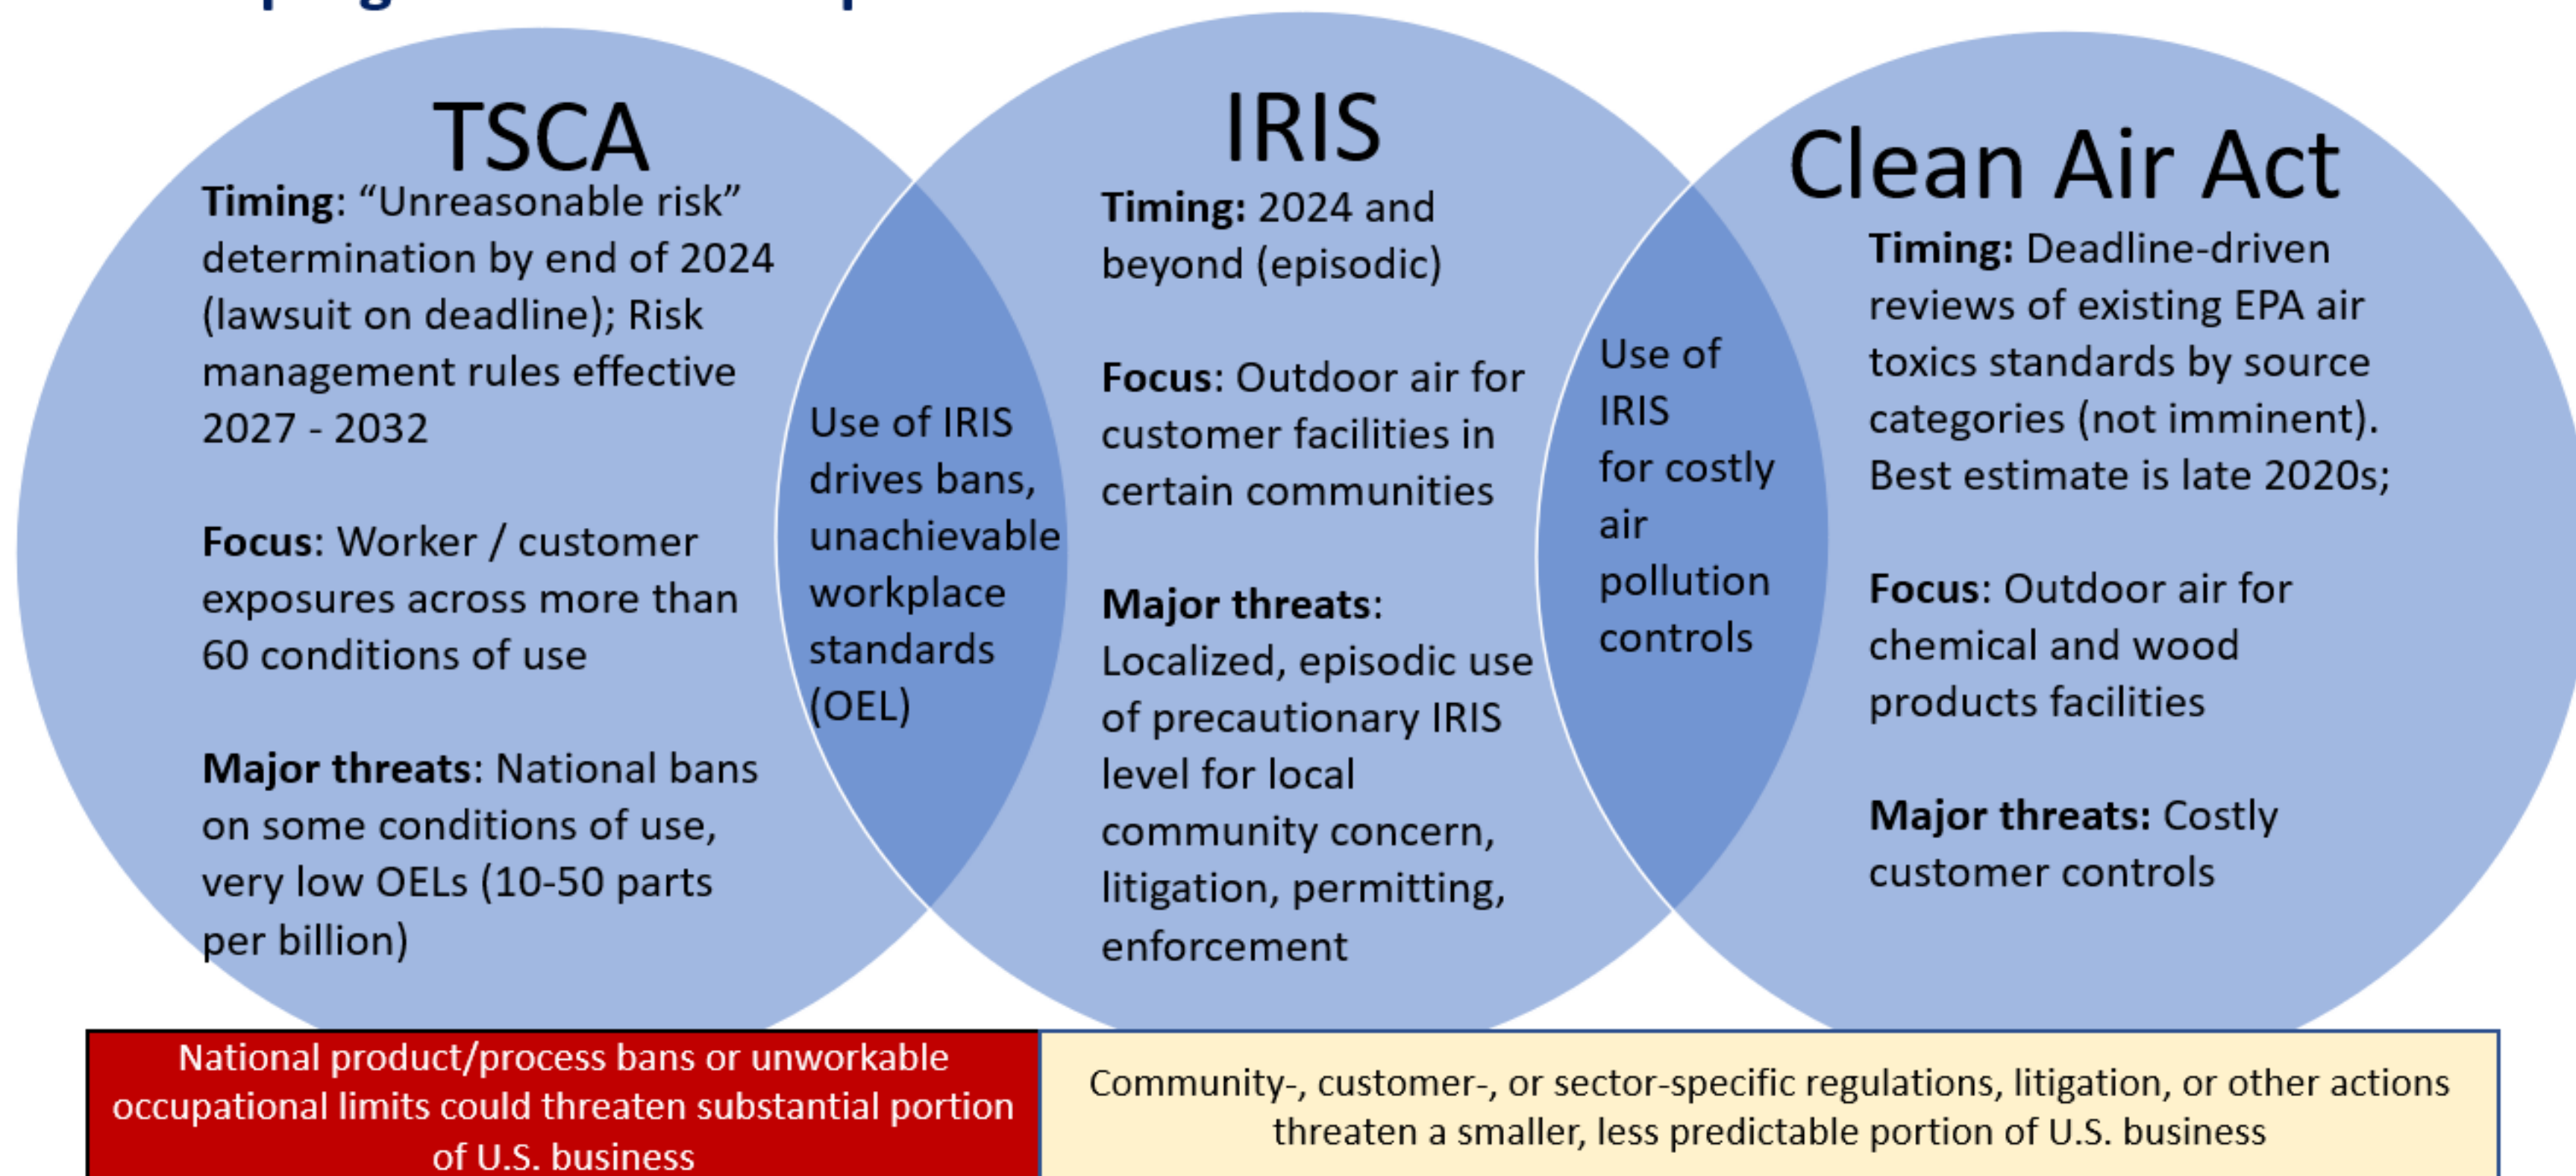 TSCA
Timing: “Unreasonable risk”
determination by end of 2024
(lawsuit on deadline); Risk
management rules effective
2027 - 2032
Focus: Worker / customer
exposures across more than
60 conditions of use
Major threats: National bans
on some conditions of use,
very low OELs (10-50 parts
per billion)
Use of IRIS
drives bans,
unachievable
workplace
standards
(OEL)
IRIS
Timing: 2024 and
beyond (episodic)
Focus: Outdoor air for
customer facilities in
certain communities
Major threats:
Localized, episodic use
of precautionary IRIS
level for local
community concern,
litigation, permitting,
enforcement
Use of
IRIS
for costly
air
pollution
controls
Clean Air Act
Timing: Deadline-driven
reviews of existing EPA air
toxics standards by source
categories (not imminent).
Best estimate is late 2020s;
Focus: Outdoor air for
chemical and wood
products facilities
Major threats: Costly
customer controls
National product/process bans or unworkable
occupational limits could threaten substantial portion
of U.S. business
Community-, customer-, or sector-specific regulations, litigation, or other actions
threaten a smaller, less predictable portion of U.S. business